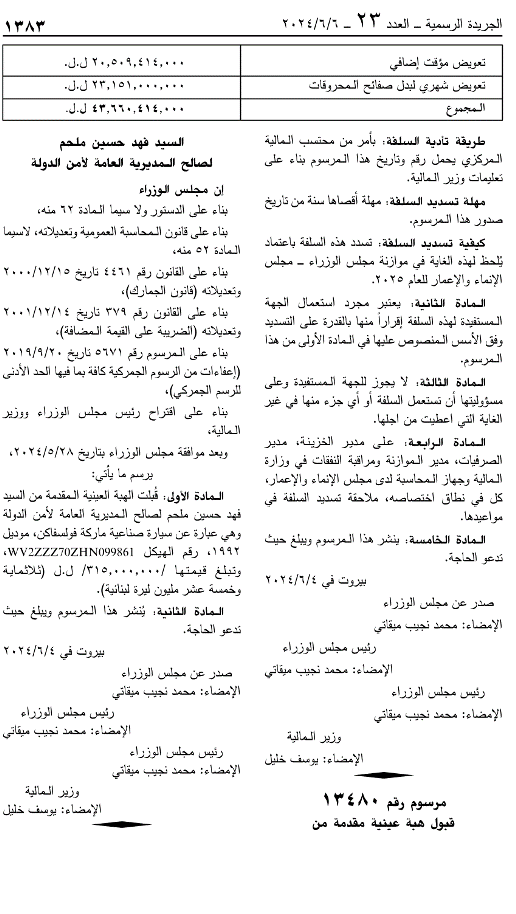 الجريدة الرسمية ــ العدد ٢٣ ــ ٢٠٢٤/٦/٦
١٣٨٣
تعويض مؤقت إضافي ٢٠,٥٠٩,٤١٤,٠٠٠ ل.ل.
تعويض شهري لبدل صفائح المحروقات ٢٣,١٥١,٠٠٠,٠٠٠ ل.ل.
المجموع ٤٣,٦٦٠,٤١٤,٠٠٠ ل.ل.
طريقة تأدية السلفة: بأمر من محتسب المالية
المركزي يحمل رقم وتاريخ هذا المرسوم بناء على
تعليمات وزير المالية.
مهلة تسديد السلفة: مهلة أقصاها سنة من تاريخ
صدور هذا المرسوم.
كيفية تسديد السلفة: تسدد هذه السلفة باعتماد
يُلحظ لهذه الغاية في موازنة مجلس الوزراء ــ مجلس
الإنماء والإعمار للعام ٢٠٢٥.
المادة الثانية: يعتبر مجرد استعمال الجهة
المستفيدة لهذه السلفة إقراراً منها بالقدرة على التسديد
وفق الأسس المنصوص عليها في المادة الأولى من هذا
المرسوم.
المادة الثالثة: لا يجوز للجهة المستفيدة وعلى
مسؤوليتها أن تستعمل السلفة أو أي جزء منها في غير
الغاية التي اعطيت من اجلها.
المادة الرابعة: على مدير الخزينة، مدير
الصرفيات، مدير الموازنة ومراقبة النفقات في وزارة
المالية وجهاز المحاسبة لدى مجلس الإنماء والإعمار،
كل في نطاق اختصاصه، ملاحقة تسديد السلفة في
مواعيدها.
المادة الخامسة: ينشر هذا المرسوم ويبلغ حيث
تدعو الحاجة.
بيروت في ٢٠٢٤/٦/٤
صدر عن مجلس الوزراء
الإمضاء: محمد نجيب ميقاتي
رئيس مجلس الوزراء
الإمضاء: محمد نجيب ميقاتي
رئيس مجلس الوزراء
الإمضاء: محمد نجيب ميقاتي
وزير المالية
الإمضاء: يوسف خليل
مرسوم رقم ١٣٤٨٠
قبول هبة عينية مقدمة من
السيد فهد حسين ملحم
لصالح المديرية العامة لأمن الدولة
إن مجلس الوزراء
بناء على الدستور ولا سيما المادة ٦٢ منه،
بناء على قانون المحاسبة العمومية وتعديلاته، لاسيما
المادة ٥٢ منه،
بناء على القانون رقم ٤٤٦١ تاريخ ٢٠٠٠/١٢/١٥
وتعديلاته (قانون الجمارك)،
بناء على القانون رقم ٣٧٩ تاريخ ٢٠٠١/١٢/١٤
وتعديلاته (الضريبة على القيمة المضافة)،
بناء على المرسوم رقم ٥٦٧١ تاريخ ٢٠١٩/٩/٢٠
(إعفاءات من الرسوم الجمركية كافة بما فيها الحد الأدنى
للرسم الجمركي)،
بناء على اقتراح رئيس مجلس الوزراء ووزير
المالية،
وبعد موافقة مجلس الوزراء بتاريخ ٢٠٢٤/٥/٢٨،
يرسم ما يأتي:
المادة الأولى: قُبلت الهبة العينية المقدمة من السيد
فهد حسين ملحم لصالح المديرية العامة لأمن الدولة
وهي عبارة عن سيارة صناعية ماركة فولسفاكن، موديل
١٩٩٢، رقم الهيكل WV2ZZZ70ZHN099861،
وتبلغ قيمتها /٣١٥,٠٠٠,٠٠٠/ ل.ل (ثلاثماية
وخمسة عشر مليون ليرة لبنانية).
المادة الثانية: يُنشر هذا المرسوم ويبلغ حيث
تدعو الحاجة.
بيروت في ٢٠٢٤/٦/٤
صدر عن مجلس الوزراء
الإمضاء: محمد نجيب ميقاتي
رئيس مجلس الوزراء
الإمضاء: محمد نجيب ميقاتي
رئيس مجلس الوزراء
الإمضاء: محمد نجيب ميقاتي
وزير المالية
الإمضاء: يوسف خليل